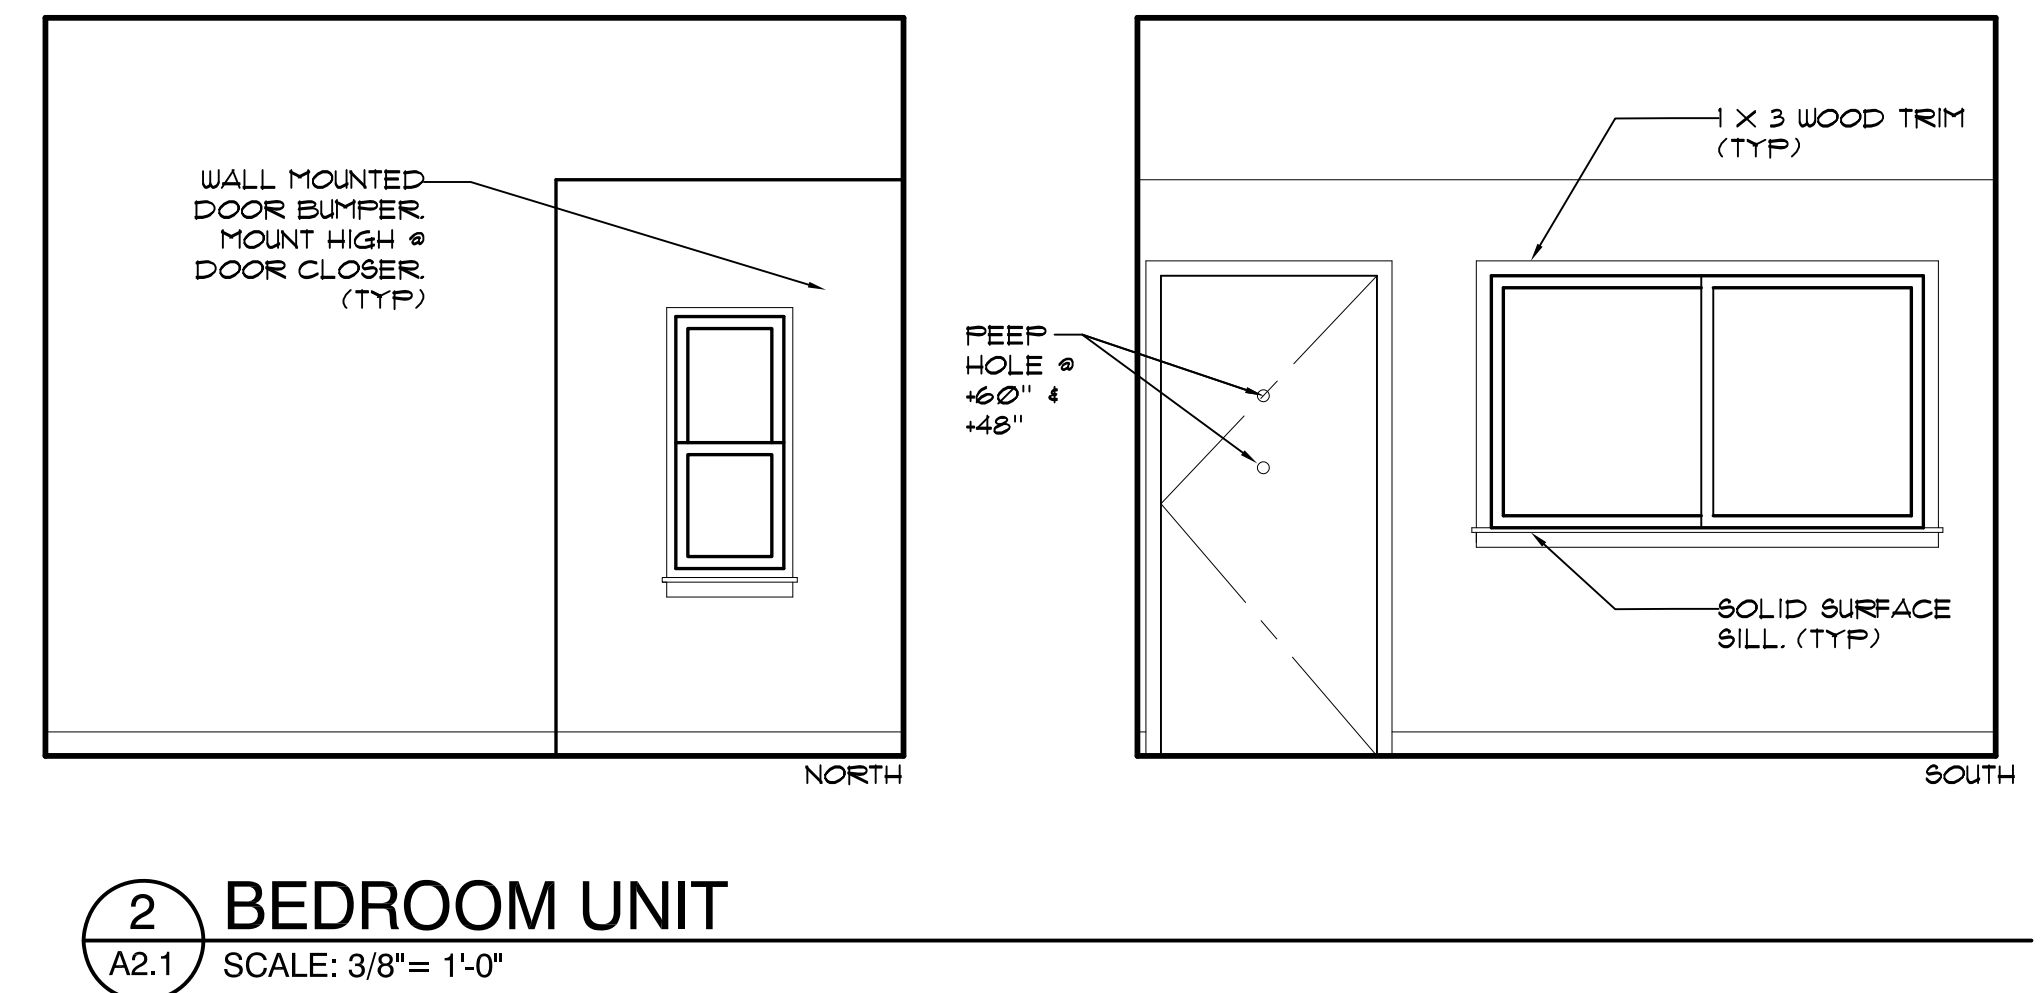 WALL MOUNTED
DOOR BUMPER.
MOUNT HIGH @
DOOR CLOSER.
(TYP)
NORTH
PEEP
HOLE @
+60" &
+48"
1 X 3 WOOD TRIM
(TYP)
SOLID SURFACE
SILL. (TYP)
SOUTH
2
A2.1
BEDROOM UNIT
SCALE: 3/8"= 1'-0"